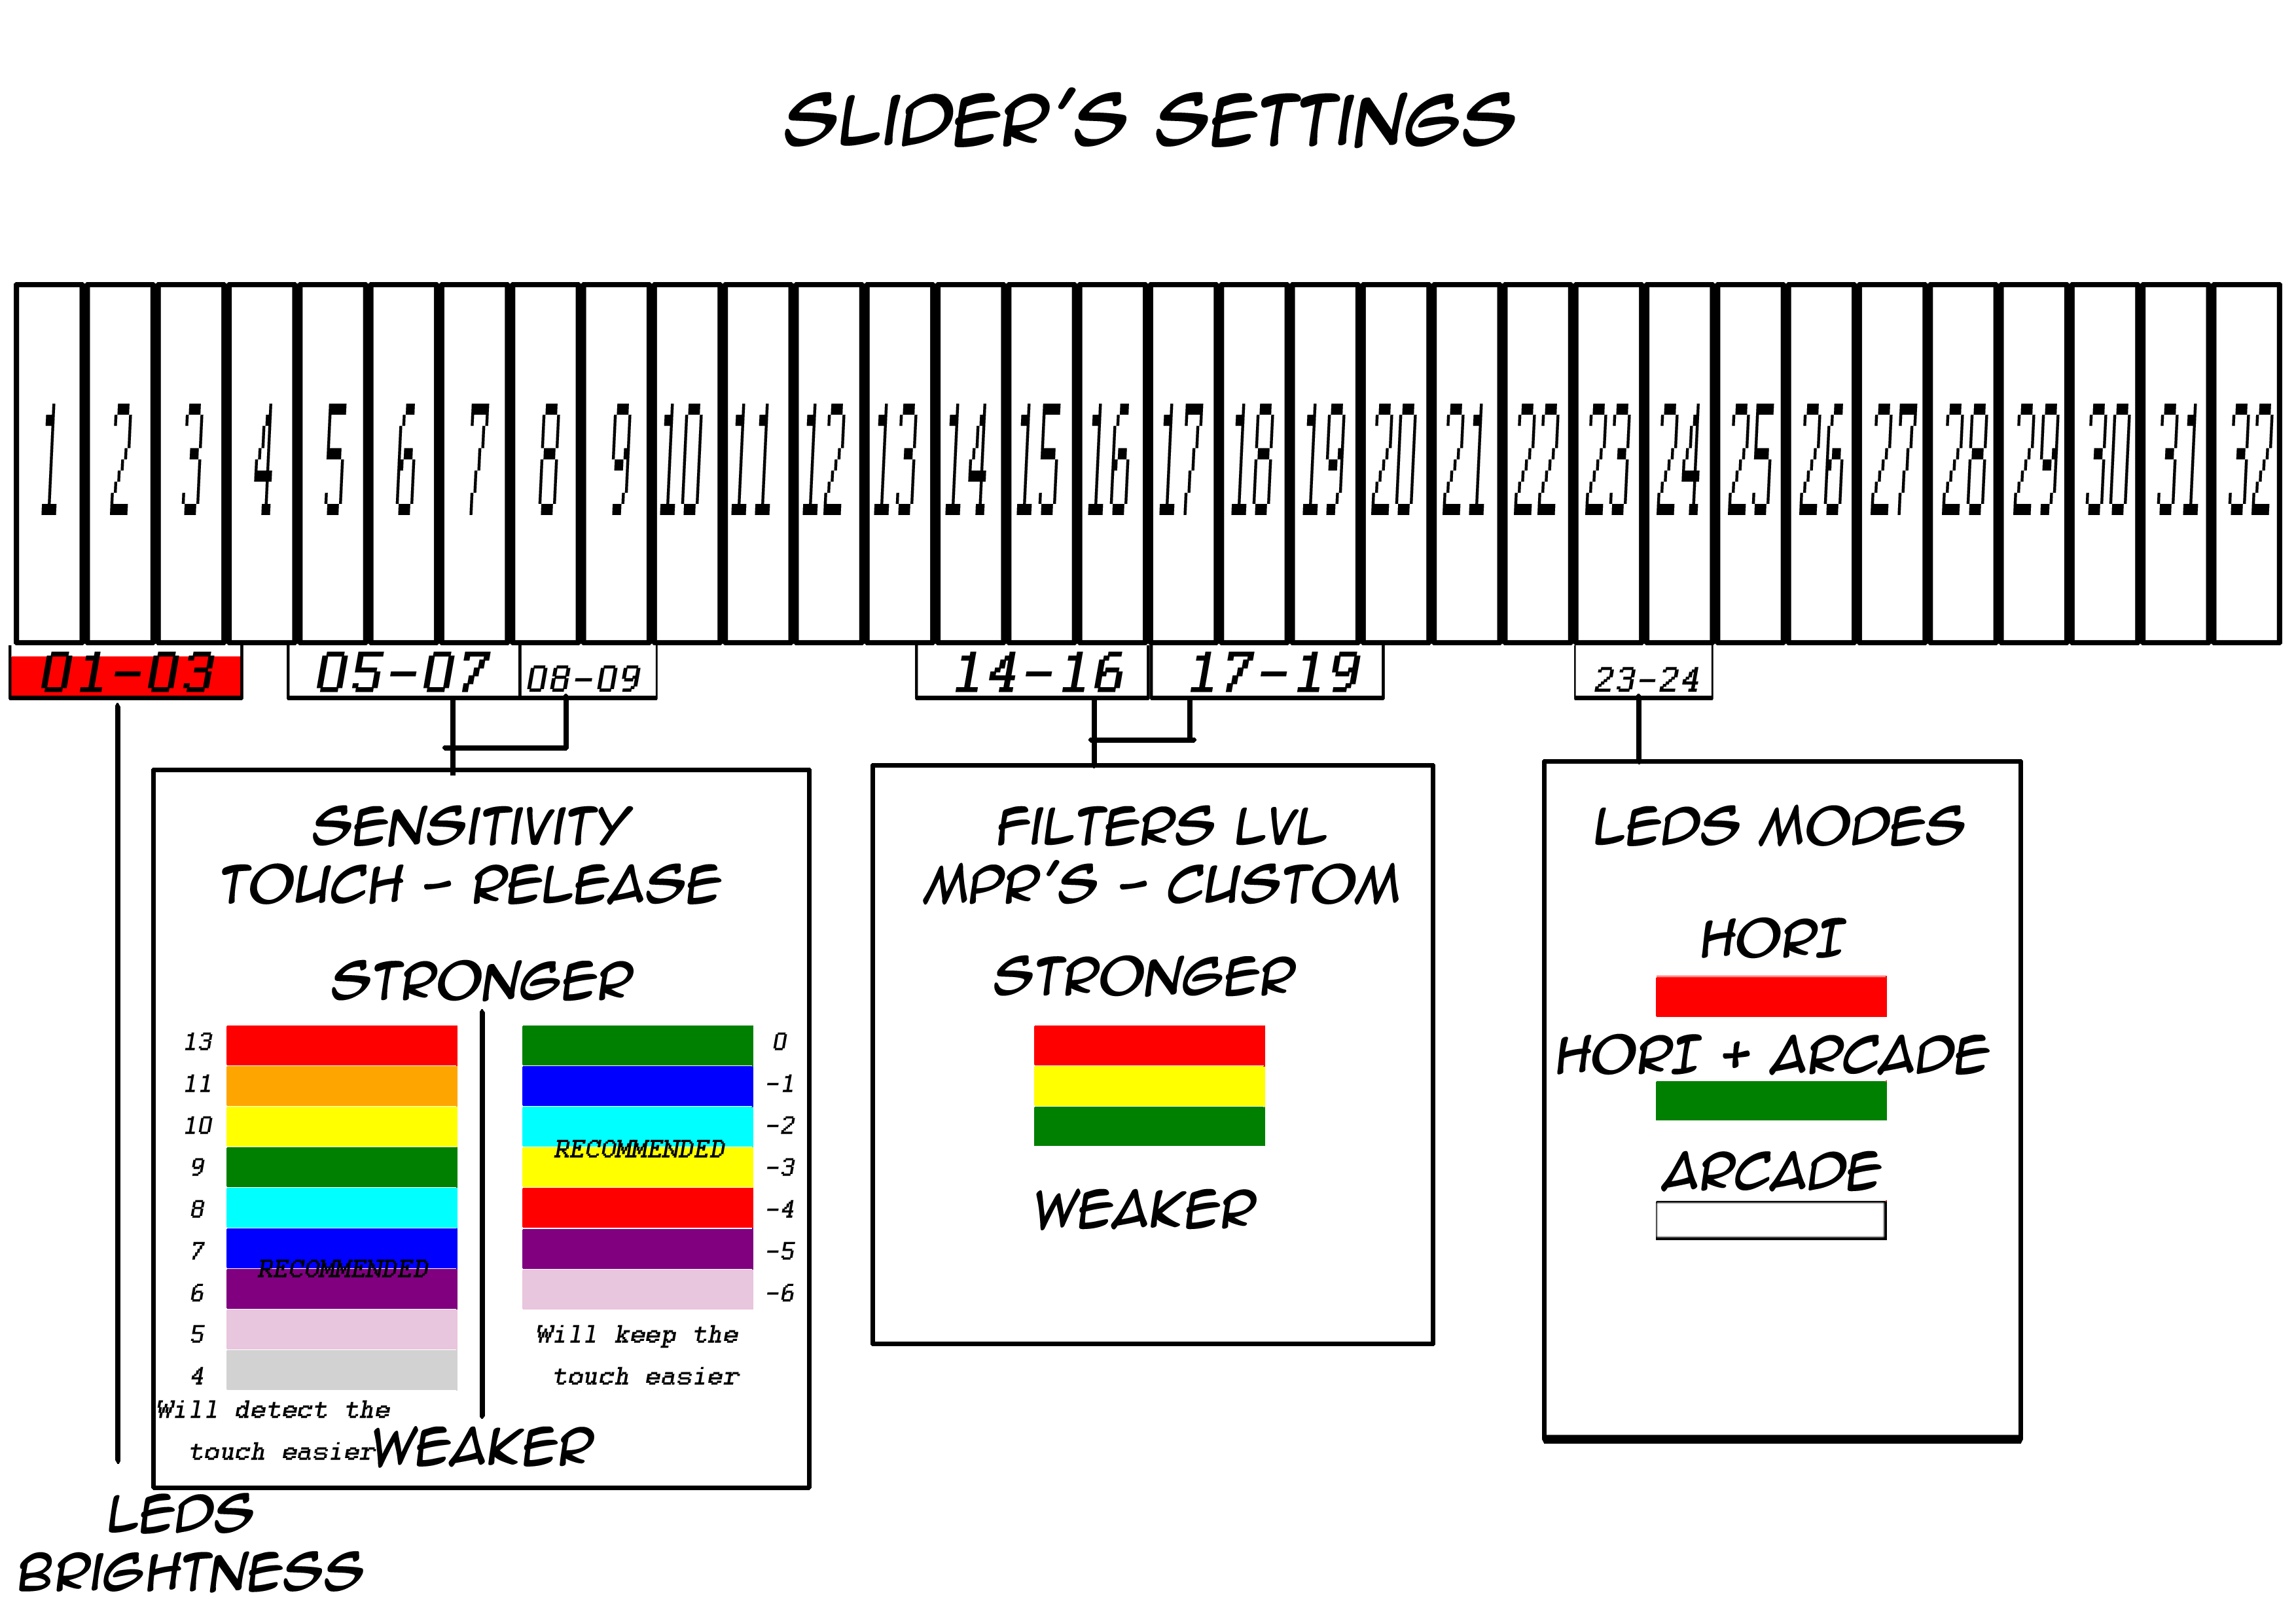 SLIDER'S SETTINGS
1 2 3 4 5 6 7 8 9 10 11 12 13 14 15 16 17 18 19 20 21 22 23 24 25 26 27 28 29 30 31 32
01-03 05-07 08-09 14-16 17-19 23-24
SENSITIVITY
TOUCH - RELEASE
STRONGER
13 0
11 -1
10 -2
RECOMMENDED
9 -3
8 -4
7 -5
RECOMMENDED
6 -6
5 Will keep the
4 touch easier
Will detect the
touch easier
WEAKER
FILTERS LVL
MPR'S - CUSTOM
STRONGER
WEAKER
LEDS MODES
HORI
HORI + ARCADE
ARCADE
LEDS
BRIGHTNESS